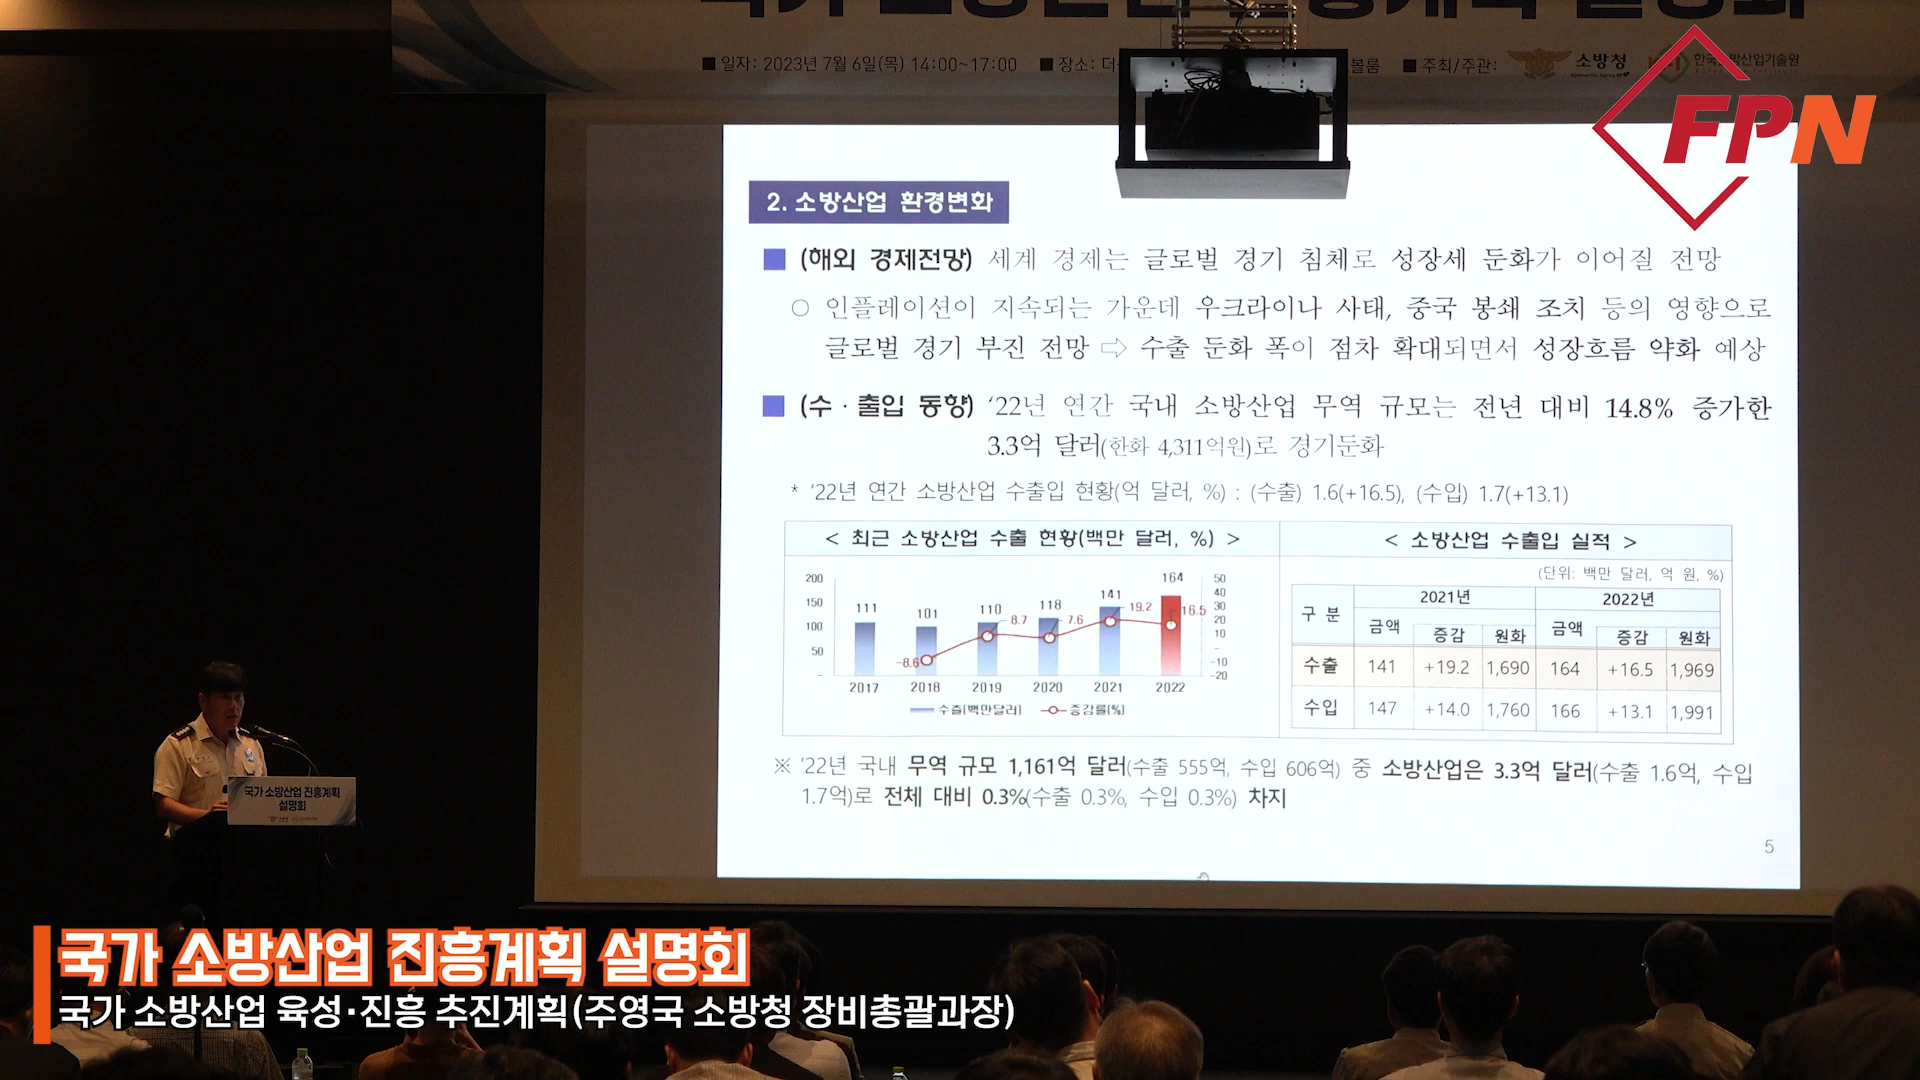 ■ 일자: 2023년 7월 6일(목) 14:00~17:00 ■ 장소: 더 볼룸 ■ 주최/주관: 소방청
FPN
2. 소방산업 환경변화
■ (해외 경제전망) 세계 경제는 글로벌 경기 침체로 성장세 둔화가 이어질 전망
○ 인플레이션이 지속되는 가운데 우크라이나 사태, 중국 봉쇄 조치 등의 영향으로
글로벌 경기 부진 전망 ⇨ 수출 둔화 폭이 점차 확대되면서 성장흐름 약화 예상
■ (수·출입 동향) ‘22년 연간 국내 소방산업 무역 규모는 전년 대비 14.8% 증가한
3.3억 달러(한화 4,311억원)로 경기둔화
* ‘22년 연간 소방산업 수출입 현황(억 달러, %) : (수출) 1.6(+16.5), (수입) 1.7(+13.1)
< 최근 소방산업 수출 현황(백만 달러, %) >
200
150
100
50
-
111 101 110 118 141 164
-8.6 8.7 7.6 19.2 16.5
50
40
30
20
10
-
-10
-20
2017 2018 2019 2020 2021 2022
수출(백만달러) 증감률(%)
< 소방산업 수출입 실적 >
(단위: 백만 달러, 억 원, %)
구 분 2021년 2022년
금액 증감 원화 금액 증감 원화
수출 141 +19.2 1,690 164 +16.5 1,969
수입 147 +14.0 1,760 166 +13.1 1,991
※ ‘22년 국내 무역 규모 1,161억 달러(수출 555억, 수입 606억) 중 소방산업은 3.3억 달러(수출 1.6억, 수입
1.7억)로 전체 대비 0.3%(수출 0.3%, 수입 0.3%) 차지
5
국가 소방산업 진흥계획
설명회
국가 소방산업 진흥계획 설명회
국가 소방산업 육성·진흥 추진계획(주영국 소방청 장비총괄과장)